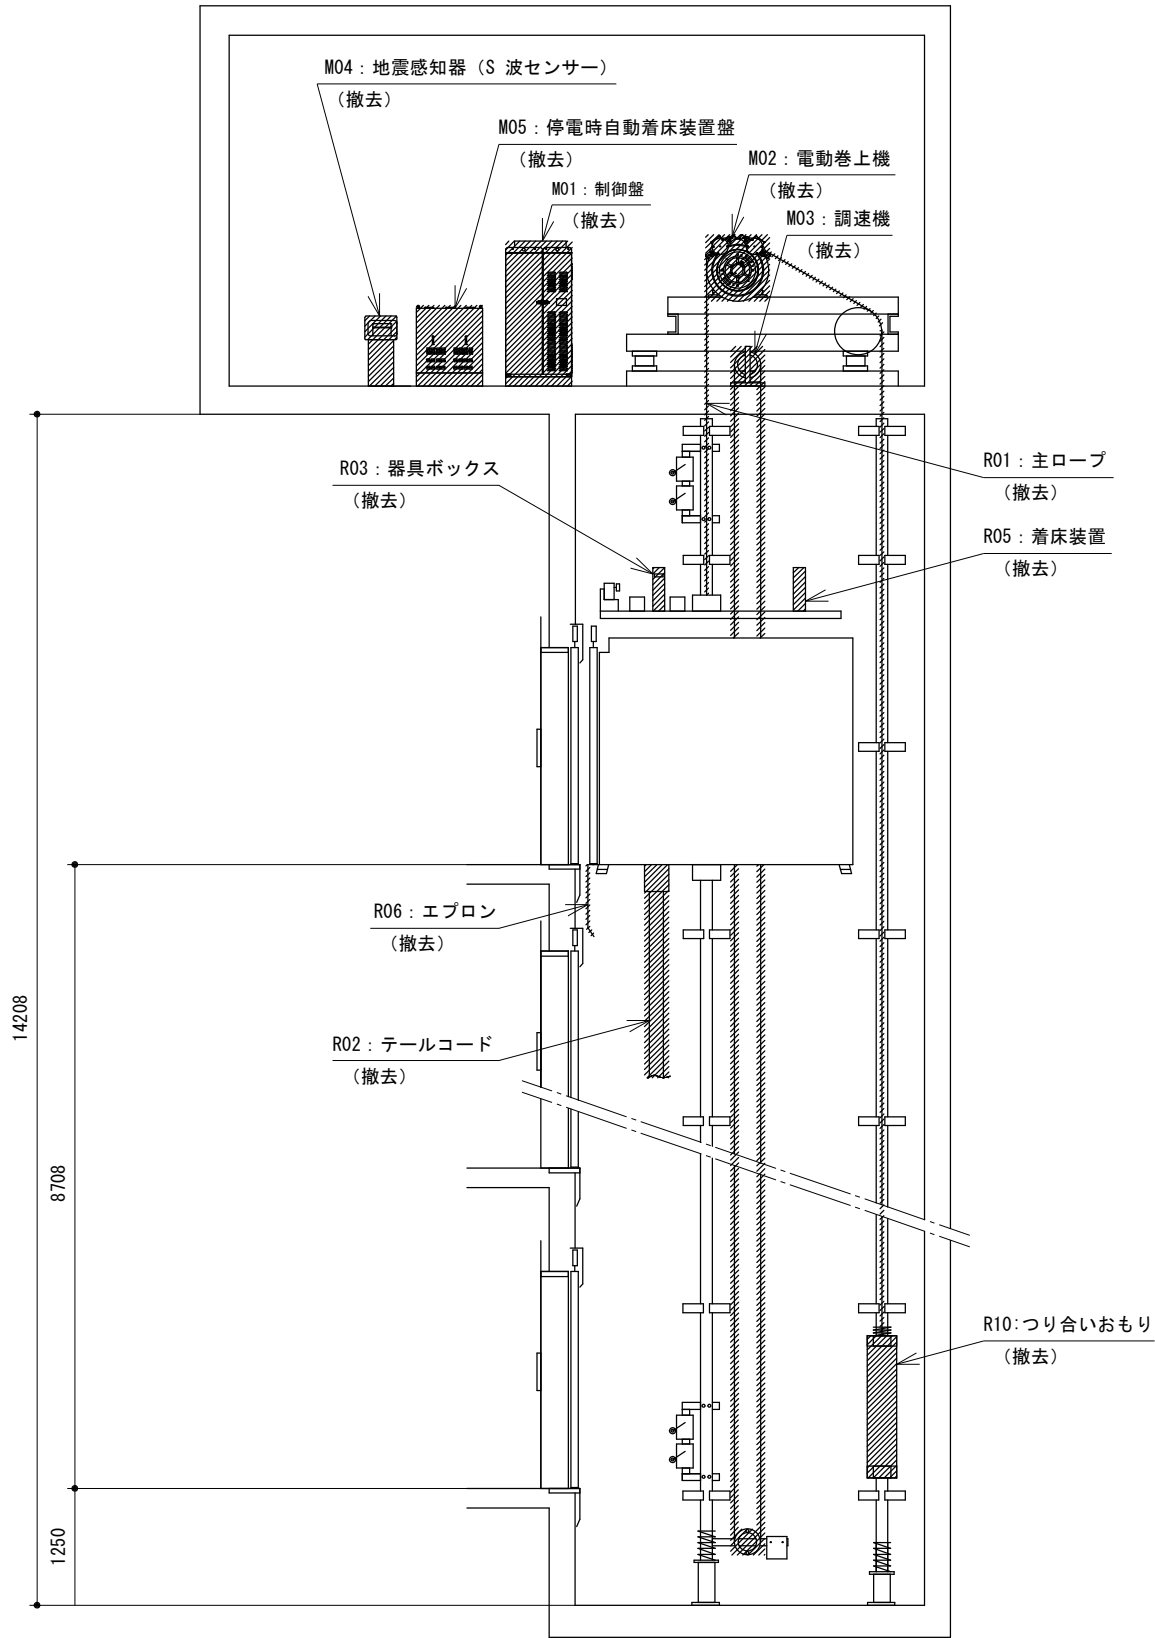 M04：地震感知器（S 波センサー）
（撤去）
M05：停電時自動着床装置盤
（撤去）
M02：電動巻上機
（撤去）
M01：制御盤
（撤去）
M03：調速機
（撤去）
R03：器具ボックス
（撤去）
R01：主ロープ
（撤去）
R05：着床装置
（撤去）
R06：エプロン
（撤去）
14208
R02：テールコード
（撤去）
8708
R10:つり合いおもり
（撤去）
1250